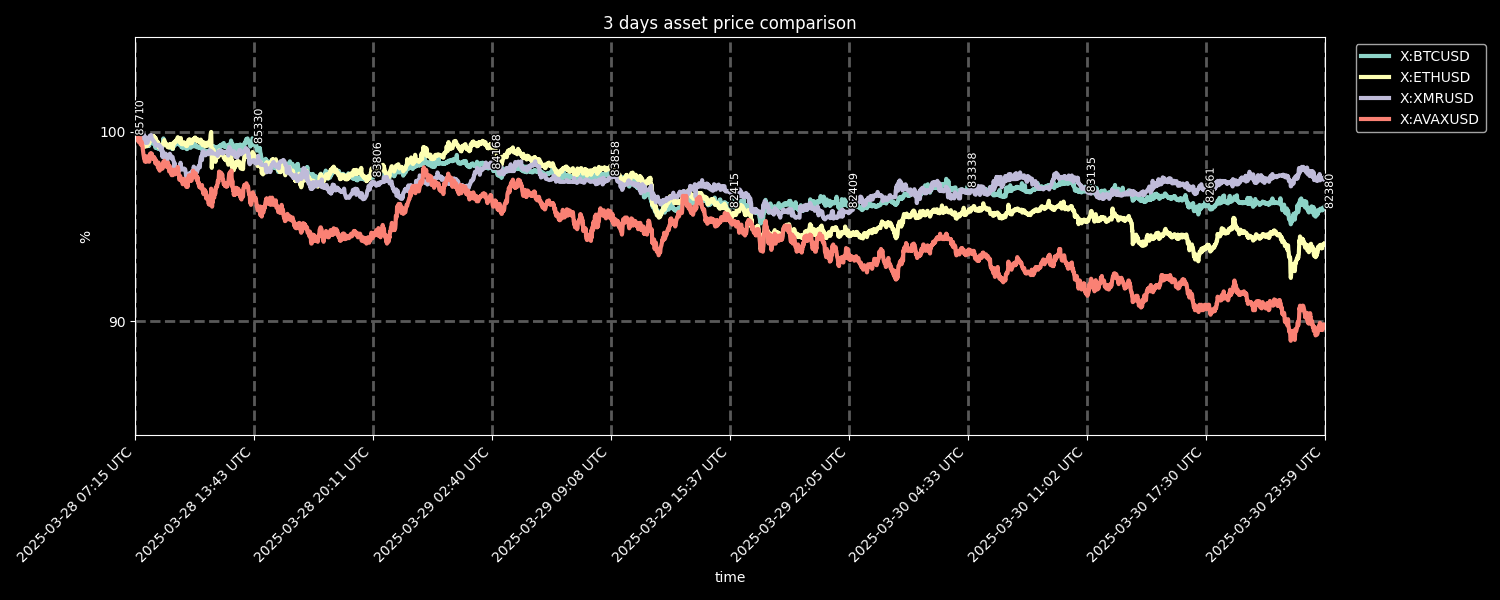 3 days asset price comparison
X:BTCUSD
X:ETHUSD
X:XMRUSD
X:AVAXUSD
100
90
%
85710
85330
83806
84168
83858
82415
82409
83338
83135
82661
82380
2025-03-28 07:15 UTC
2025-03-28 13:43 UTC
2025-03-28 20:11 UTC
2025-03-29 02:40 UTC
2025-03-29 09:08 UTC
2025-03-29 15:37 UTC
2025-03-29 22:05 UTC
2025-03-30 04:33 UTC
2025-03-30 11:02 UTC
2025-03-30 17:30 UTC
2025-03-30 23:59 UTC
time